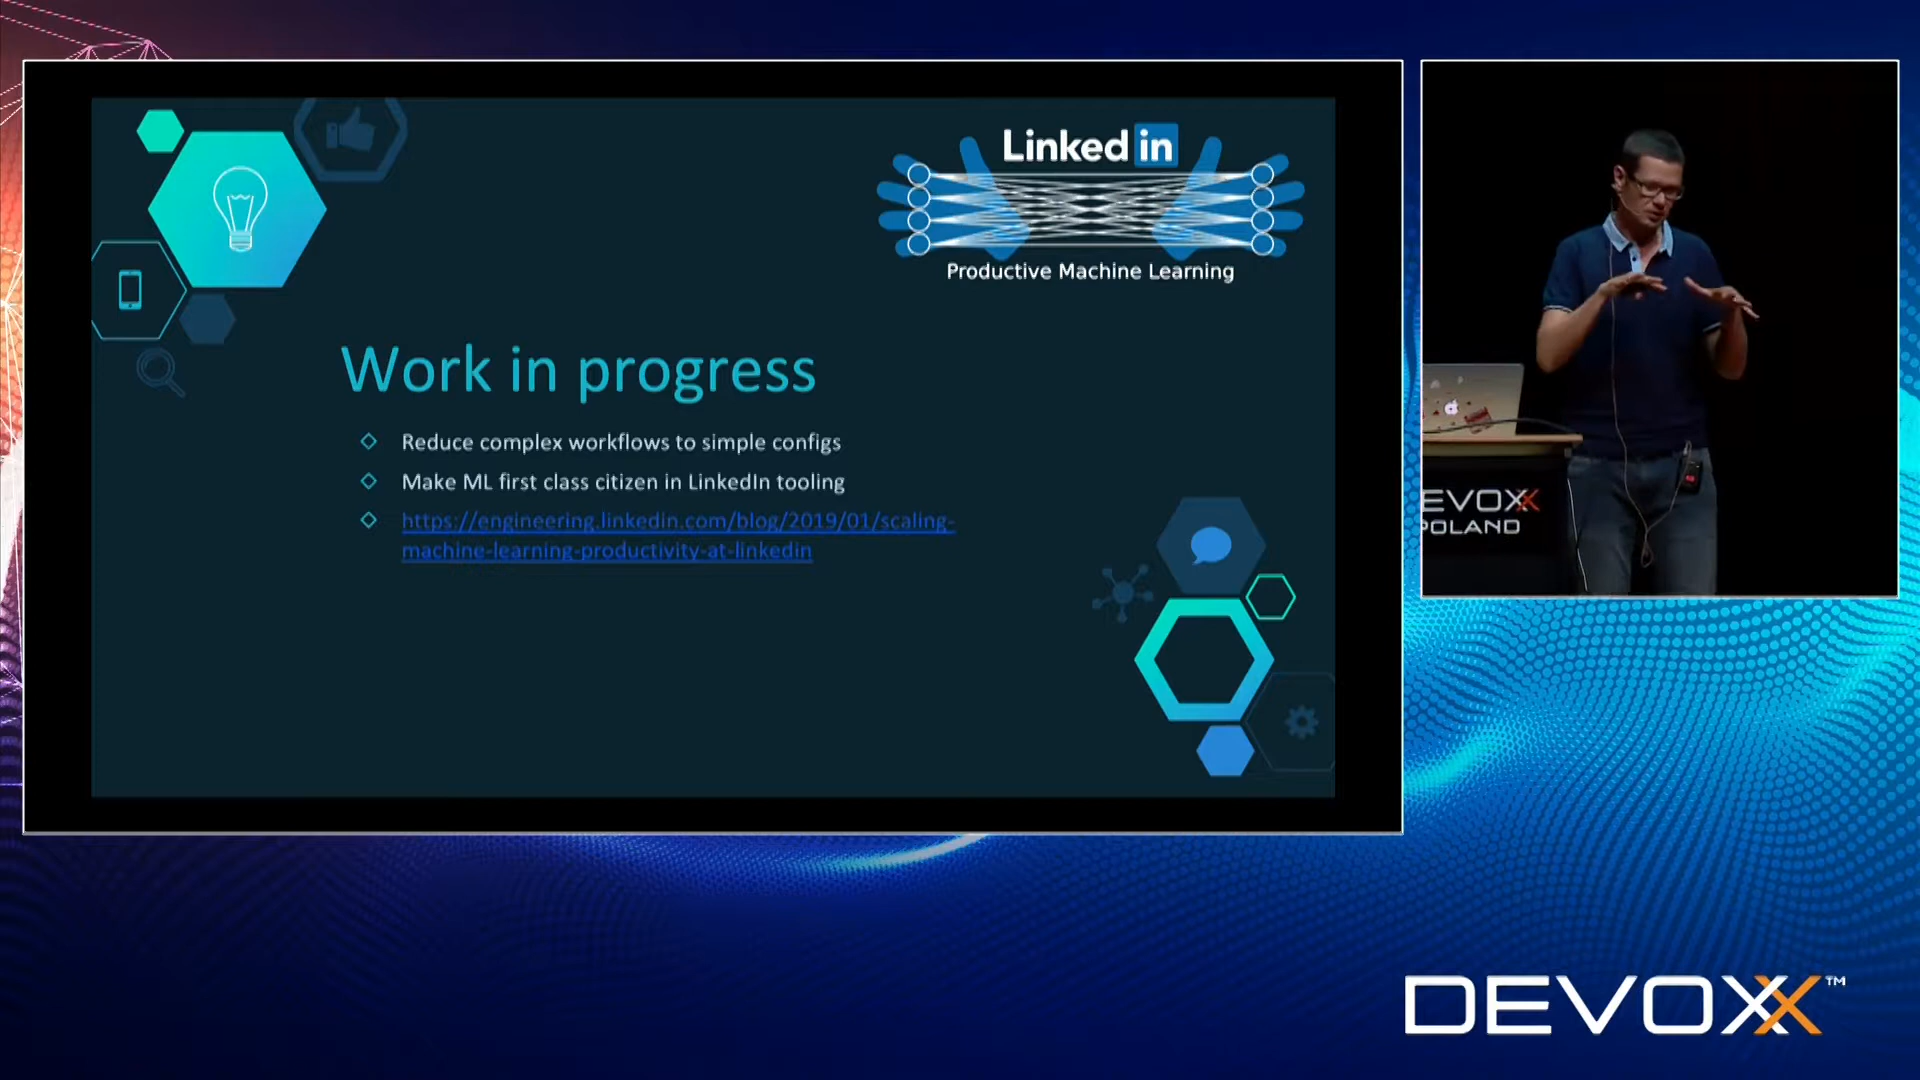 Linked in
Productive Machine Learning
Work in progress
Reduce complex workflows to simple configs
Make ML first class citizen in LinkedIn tooling
https://engineering.linkedin.com/blog/2019/01/scaling-
machine-learning-productivity-at-linkedin
EVOXX
POLAND
DEVOXX™